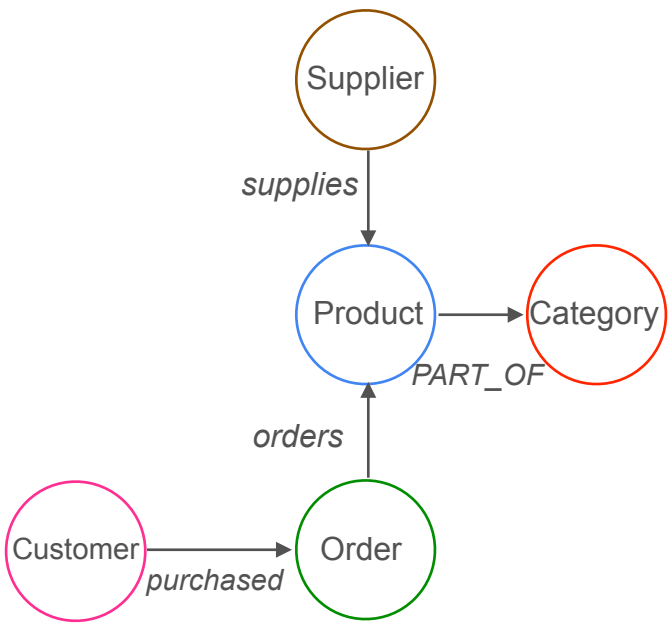 Supplier
supplies
Product
Category
PART_OF
orders
Customer
Order
purchased